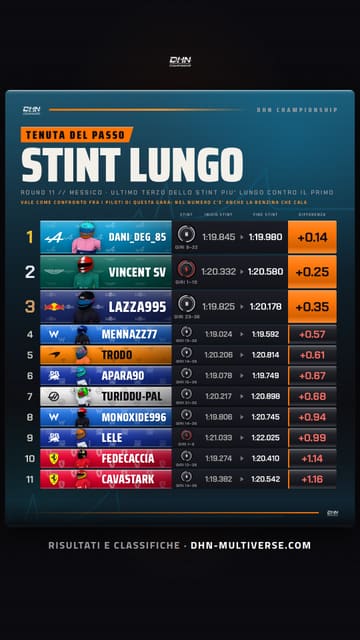 DHN
CHAMPIONSHIP
DHN
CHAMPIONSHIP
DHN CHAMPIONSHIP
TENUTA DEL PASSO
STINT LUNGO
ROUND 11 // MESSICO · ULTIMO TERZO DELLO STINT PIU' LUNGO CONTRO IL PRIMO
VALE COME CONFRONTO FRA I PILOTI DI QUESTA GARA: NEL NUMERO C'E' ANCHE LA BENZINA CHE CALA
STINT INIZIO STINT FINE STINT DIFFERENZA
1 DANI_DEG_85 1:19.845 1:19.980 +0.14
2 VINCENT SV GIRI 1-18 1:20.332 1:20.580 +0.25
3 LAZZA995 1:19.825 1:20.178 +0.35
4 MENNAZZ77 1:19.024 1:19.592 +0.57
5 TRODO 1:20.206 1:20.814 +0.61
6 APARA90 1:19.078 1:19.749 +0.67
7 TURIDDU-PAL 1:20.217 1:20.898 +0.68
8 MONOXIDE996 1:19.806 1:20.745 +0.94
9 LELE 1:21.033 1:22.025 +0.99
10 FEDECACCIA 1:19.274 1:20.410 +1.14
11 CAVASTARK 1:19.382 1:20.542 +1.16
DHN
RISULTATI E CLASSIFICHE · DHN-MULTIVERSE.COM